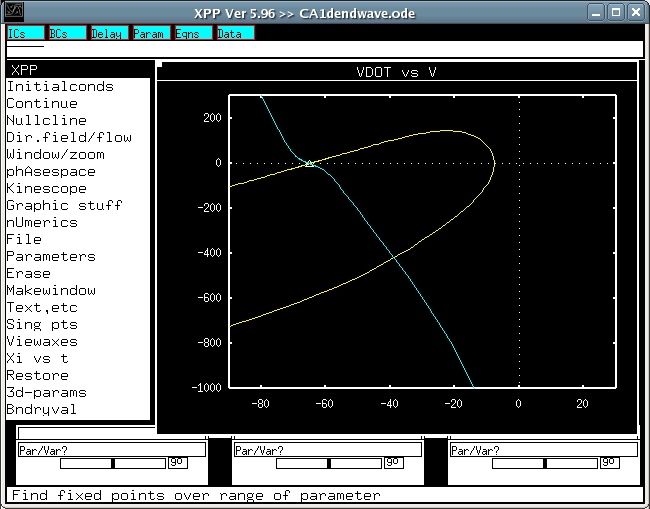 XPP Ver 5.96 >> CA1dendwave.ode
ICs BCs Delay Param Eqns Data
XPP
Initialconds
Continue
Nullcline
Dir.field/flow
Window/zoom
phAsespace
Kinescope
Graphic stuff
nUmerics
File
Parameters
Erase
Makewindow
Text,etc
Sing pts
Viewaxes
Xi vs t
Restore
3d-params
Bndryval
VDOT vs V
200
0
-200
-400
-600
-800
-1000
-80 -60 -40 -20 0 20
Par/Var? Par/Var? Par/Var?
go go go
Find fixed points over range of parameter